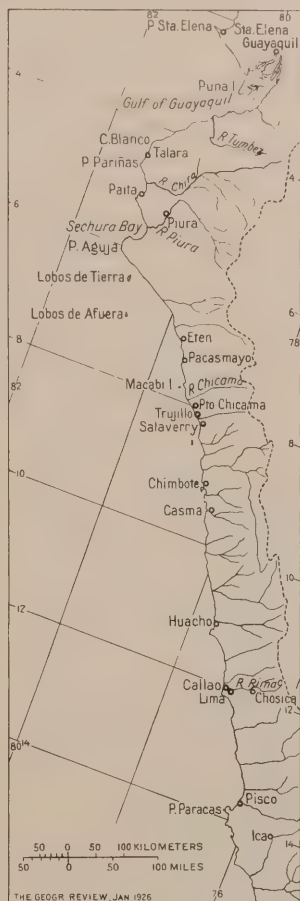 82
80
P Sta. Elena
Sta. Elena
Guayaquil
4
Puna I
Gulf of Guayaquil
C. Blanco
R Tumbez
Talara
P Pariñas
R. Chira
4
Paita
6
Piura
Sechura Bay
R Piura
P. Aguja
Lobos de Tierra
6
Lobos de Afuera
78
8
Eten
Pacasmayo
82
Macabi I
R Chicama
Pto Chicama
Trujillo
Salaverry
8
10
Chimbote
Casma
10
12
Huacho
Callao
R Rimac
Lima
Chosica
12
80
14
Pisco
P. Paracas
Ica
14
50 0 50 100 KILOMETERS
50 0 50 100 MILES
THE GEOGR REVIEW, JAN 1926
76